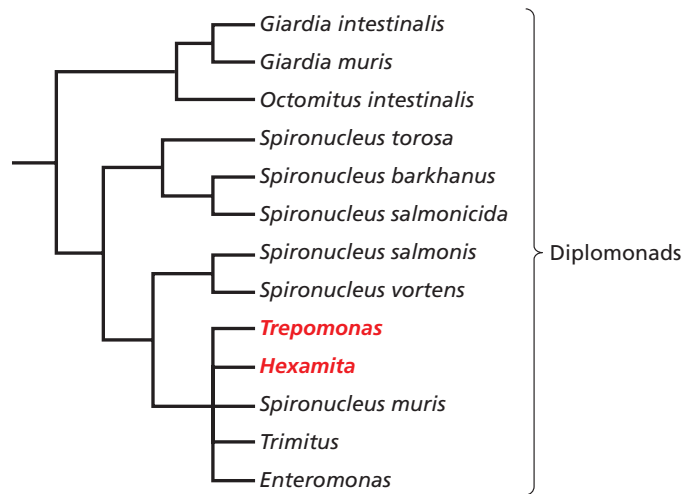 Giardia intestinalis
Giardia muris
Octomitus intestinalis
Spironucleus torosa
Spironucleus barkhanus
Spironucleus salmonicida
Spironucleus salmonis
Spironucleus vortens
Trepomonas
Hexamita
Spironucleus muris
Trimitus
Enteromonas
Diplomonads